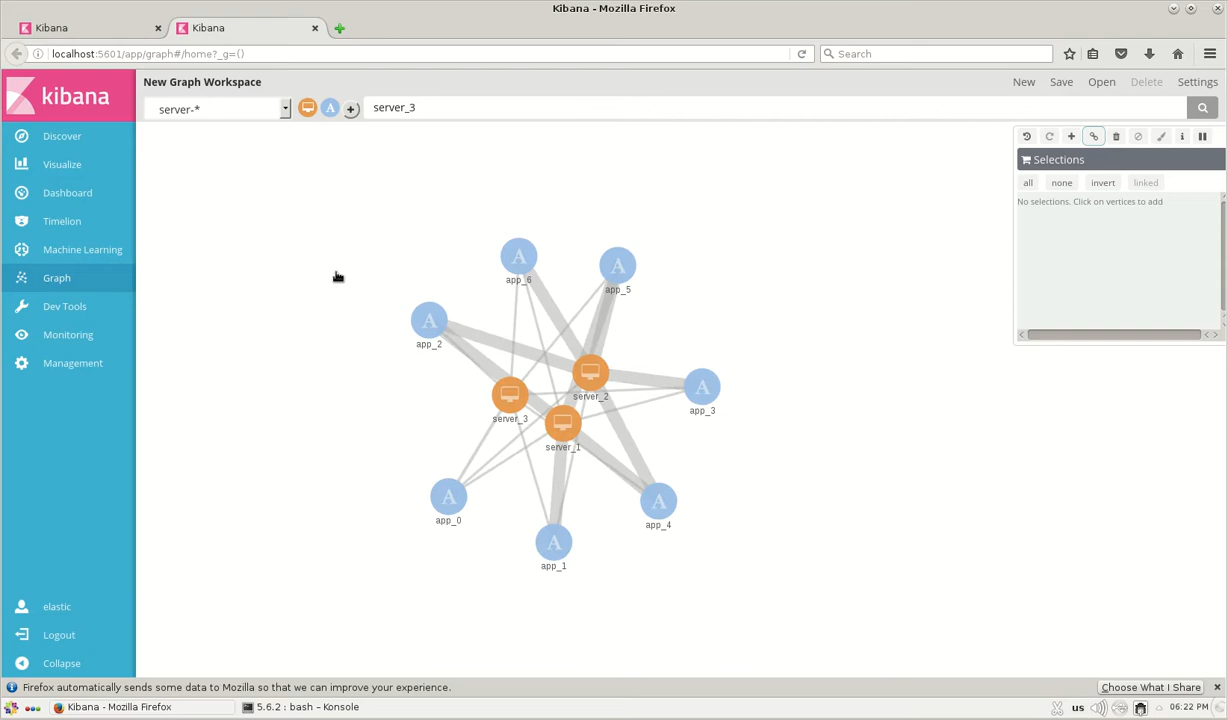 Kibana - Mozilla Firefox
Kibana
Kibana
localhost:5601/app/graph#/home?_g=()
Search
kibana
New Graph Workspace
New
Save
Open
Delete
Settings
server-*
A
server_3
Discover
Visualize
Dashboard
Timelion
Machine Learning
Graph
Dev Tools
Monitoring
Management
Selections
all
none
invert
linked
No selections. Click on vertices to add
A
app_6
A
app_5
A
app_2
server_2
A
app_3
server_3
server_1
A
app_0
A
app_4
A
app_1
elastic
Logout
Collapse
Firefox automatically sends some data to Mozilla so that we can improve your experience.
Choose What I Share
Kibana - Mozilla Firefox
5.6.2 : bash – Konsole
us
06:22 PM